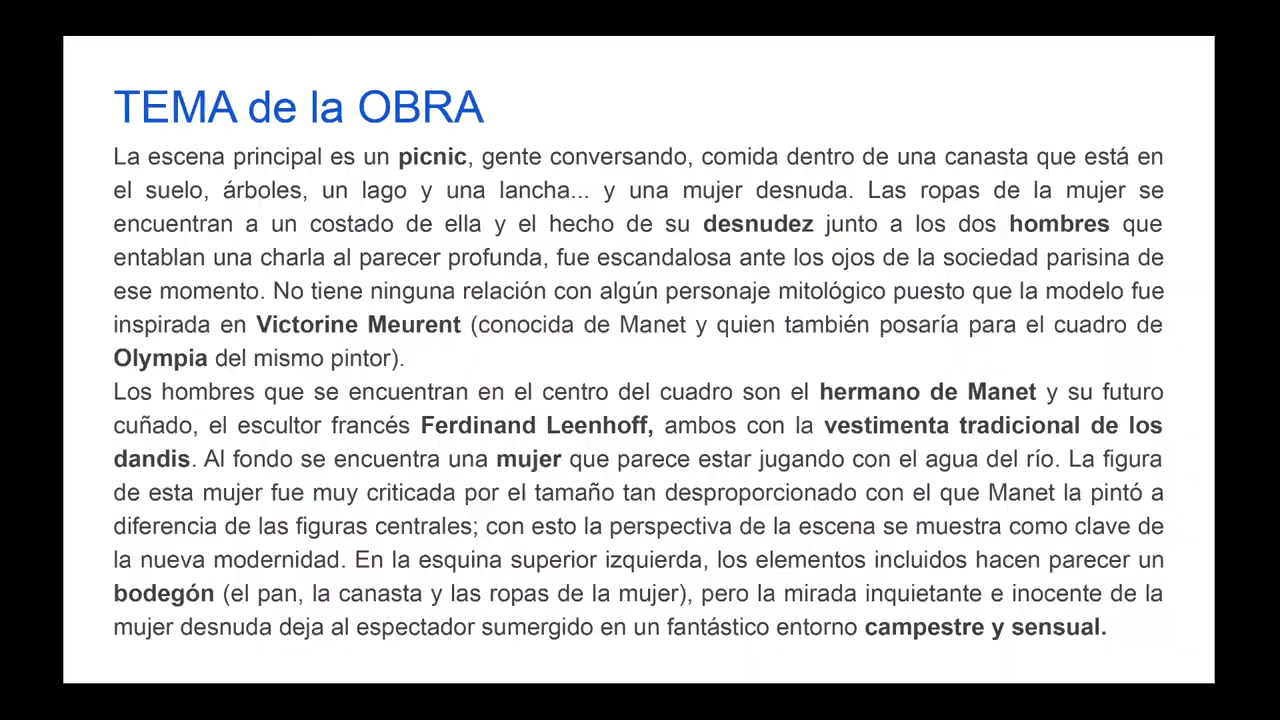 TEMA de la OBRA
La escena principal es un picnic, gente conversando, comida dentro de una canasta que está en
el suelo, árboles, un lago y una lancha... y una mujer desnuda. Las ropas de la mujer se
encuentran a un costado de ella y el hecho de su desnudez junto a los dos hombres que
entablan una charla al parecer profunda, fue escandalosa ante los ojos de la sociedad parisina de
ese momento. No tiene ninguna relación con algún personaje mitológico puesto que la modelo fue
inspirada en Victorine Meurent (conocida de Manet y quien también posaría para el cuadro de
Olympia del mismo pintor).
Los hombres que se encuentran en el centro del cuadro son el hermano de Manet y su futuro
cuñado, el escultor francés Ferdinand Leenhoff, ambos con la vestimenta tradicional de los
dandis. Al fondo se encuentra una mujer que parece estar jugando con el agua del río. La figura
de esta mujer fue muy criticada por el tamaño tan desproporcionado con el que Manet la pintó a
diferencia de las figuras centrales; con esto la perspectiva de la escena se muestra como clave de
la nueva modernidad. En la esquina superior izquierda, los elementos incluidos hacen parecer un
bodegón (el pan, la canasta y las ropas de la mujer), pero la mirada inquietante e inocente de la
mujer desnuda deja al espectador sumergido en un fantástico entorno campestre y sensual.